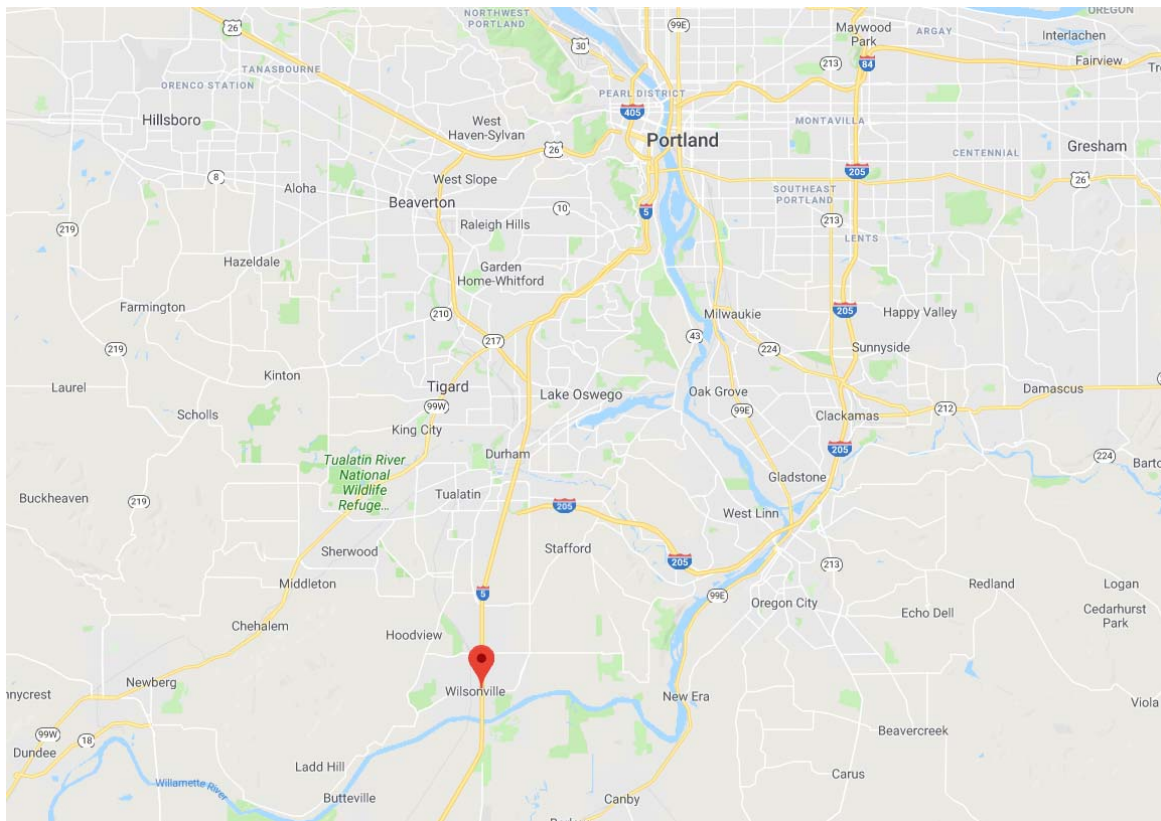 OREGON
NORTHWEST
PORTLAND
99E
26
30
Maywood
Park
ARGAY
Interlachen
Fairview
213
84
TANASBOURNE
ORENCO STATION
PEARL DISTRICT
405
Hillsboro
West
Haven-Sylvan
MONTAVILLA
Portland
26
CENTENNIAL
Gresham
8
Aloha
West Slope
205
26
Beaverton
SOUTHEAST
PORTLAND
10
5
213
219
Raleigh Hills
LENTS
Hazeldale
Garden
Home-Whitford
Farmington
210
Milwaukie
205
Happy Valley
217
43
224
Sunnyside
219
Kinton
Laurel
Tigard
Lake Oswego
Oak Grove
Damascus
99W
99E
212
Scholls
Clackamas
King City
205
Durham
224
Tualatin River
National
Wildlife
Refuge...
Gladstone
Buckheaven
219
Tualatin
205
West Linn
Stafford
Sherwood
205
213
Middleton
Redland
Logan
5
99E
Oregon City
Echo Dell
Cedarhurst
Park
Chehalem
Hoodview
Newberg
Wilsonville
New Era
Viola
99W
18
Dundee
Beavercreek
Ladd Hill
Carus
Willamette River
Butteville
Canby